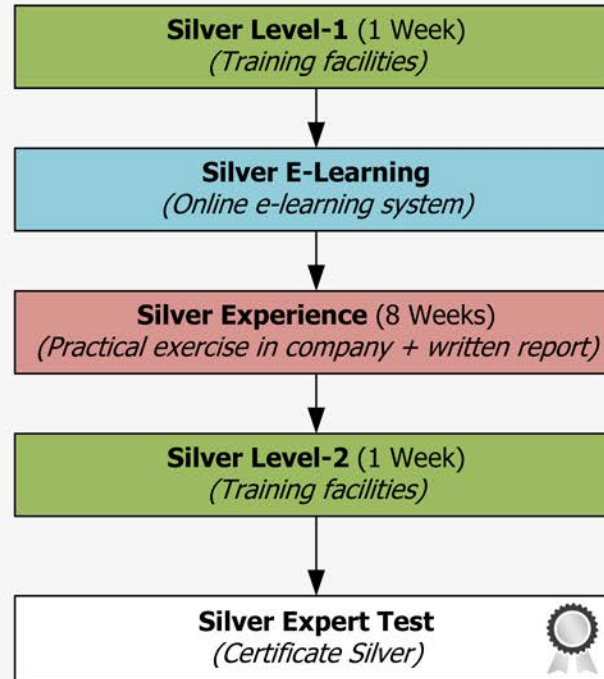 Silver Level-1 (1 Week)
(Training facilities)
Silver E-Learning
(Online e-learning system)
Silver Experience (8 Weeks)
(Practical exercise in company + written report)
Silver Level-2 (1 Week)
(Training facilities)
Silver Expert Test
(Certificate Silver)